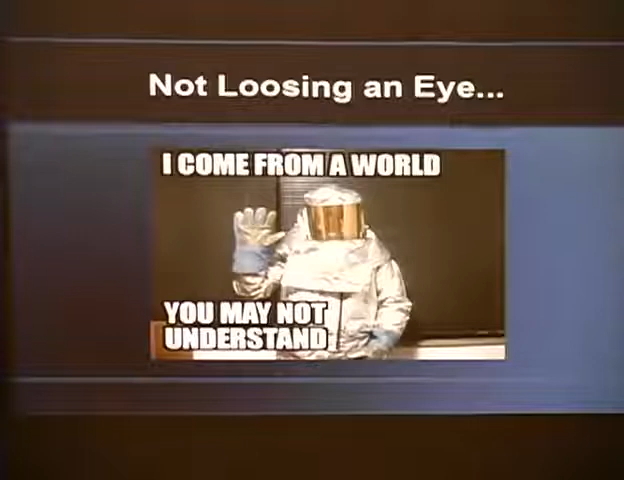 Not Loosing an Eye...
I COME FROM A WORLD
YOU MAY NOT
UNDERSTAND